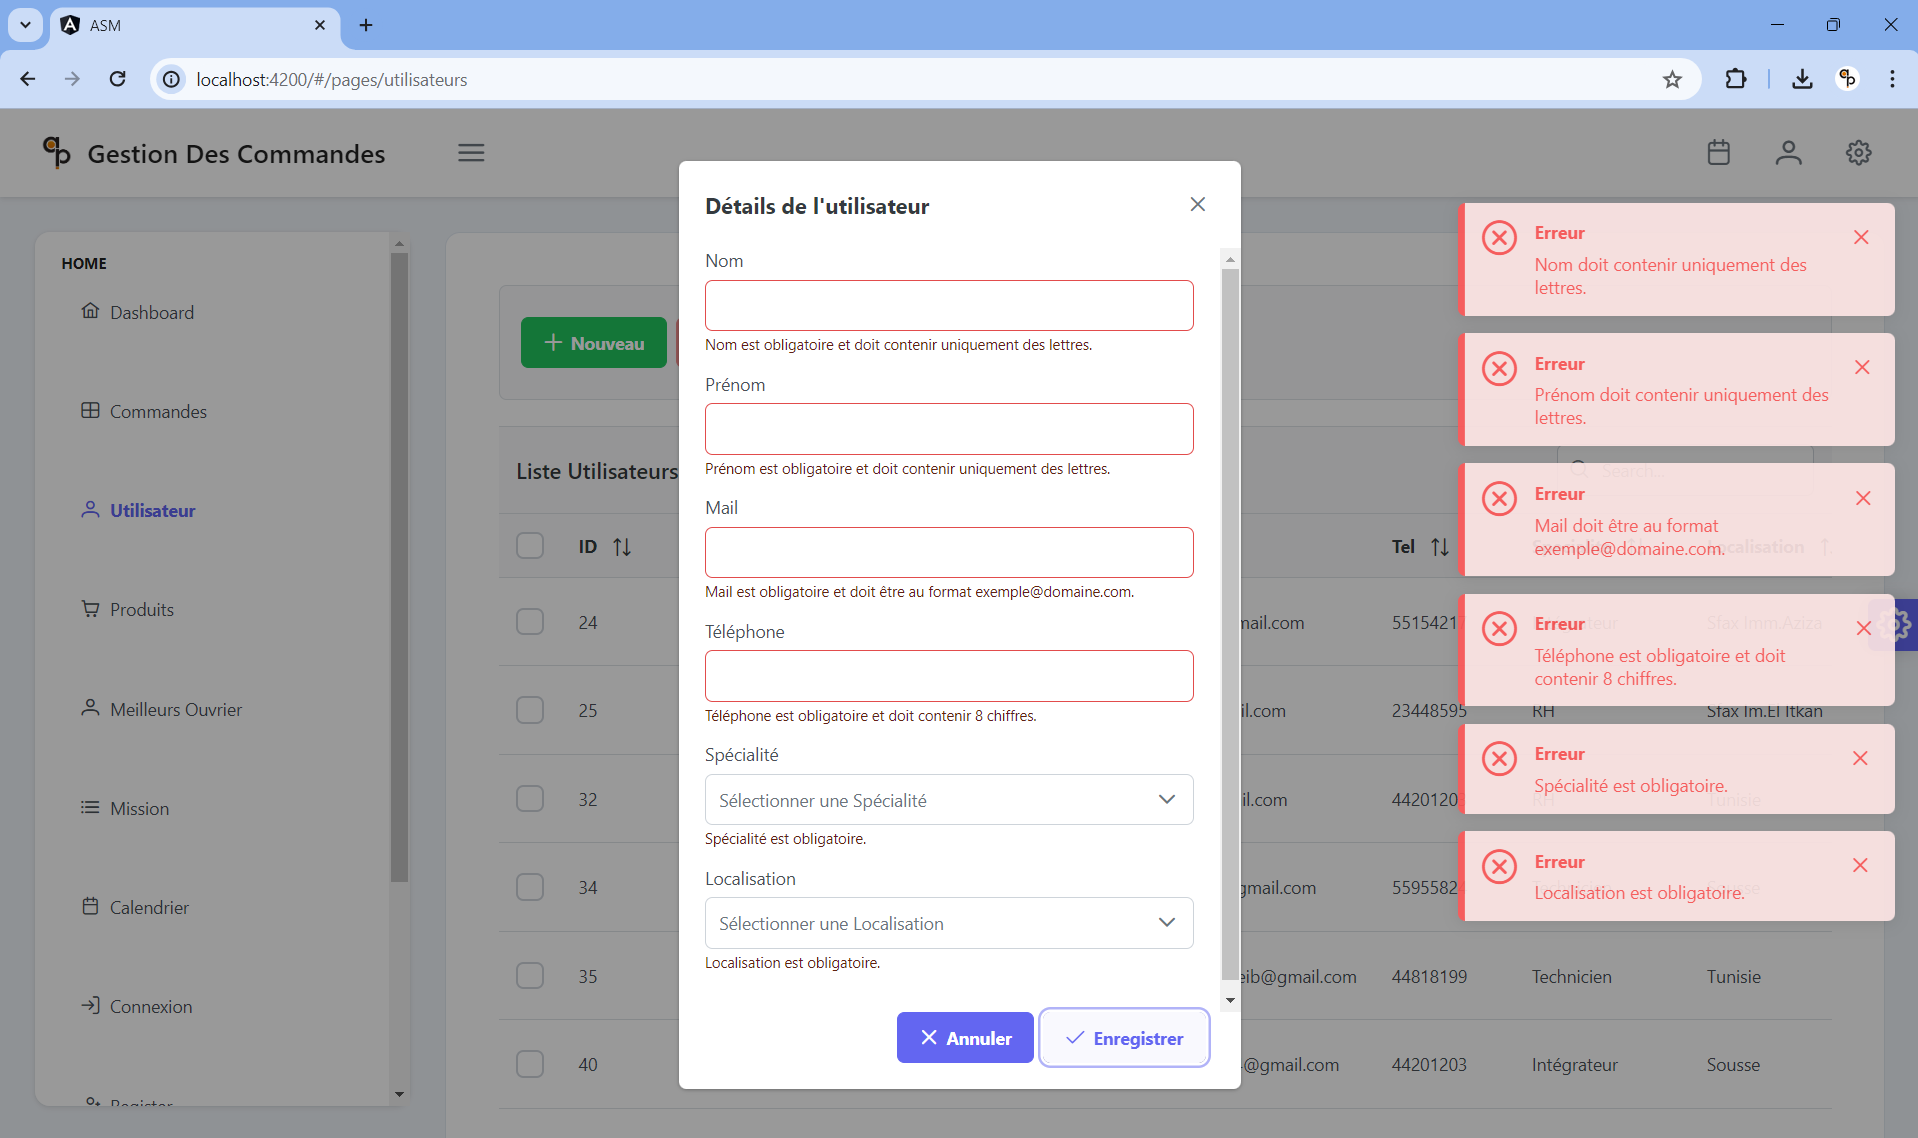 ASM
localhost:4200/#/pages/utilisateurs
Gestion Des Commandes
HOME
Dashboard
Commandes
Utilisateur
Produits
Meilleurs Ouvrier
Mission
Calendrier
Connexion
Register
Nouveau
Liste Utilisateurs
Search...
ID
Tel
Localisation
24
mail.com
5515421
Sfax Imm.Aziza
25
il.com
23448595
RH
Sfax Im.El Itkan
32
il.com
4420120
RH
Tunisie
34
gmail.com
5595582
Sousse
35
eib@gmail.com
44818199
Technicien
Tunisie
40
@gmail.com
44201203
Intégrateur
Sousse
Détails de l'utilisateur
Nom
Nom est obligatoire et doit contenir uniquement des lettres.
Prénom
Prénom est obligatoire et doit contenir uniquement des lettres.
Mail
Mail est obligatoire et doit être au format exemple@domaine.com.
Téléphone
Téléphone est obligatoire et doit contenir 8 chiffres.
Spécialité
Sélectionner une Spécialité
Spécialité est obligatoire.
Localisation
Sélectionner une Localisation
Localisation est obligatoire.
Annuler
Enregistrer
Erreur
Nom doit contenir uniquement des
lettres.
Erreur
Prénom doit contenir uniquement des
lettres.
Erreur
Mail doit être au format
exemple@domaine.com.
Erreur
Téléphone est obligatoire et doit
contenir 8 chiffres.
Erreur
Spécialité est obligatoire.
Erreur
Localisation est obligatoire.